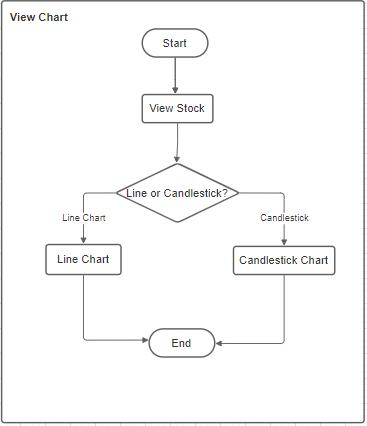 View Chart
Start
View Stock
Line or Candlestick?
Line Chart
Candlestick
Line Chart
Candlestick Chart
End